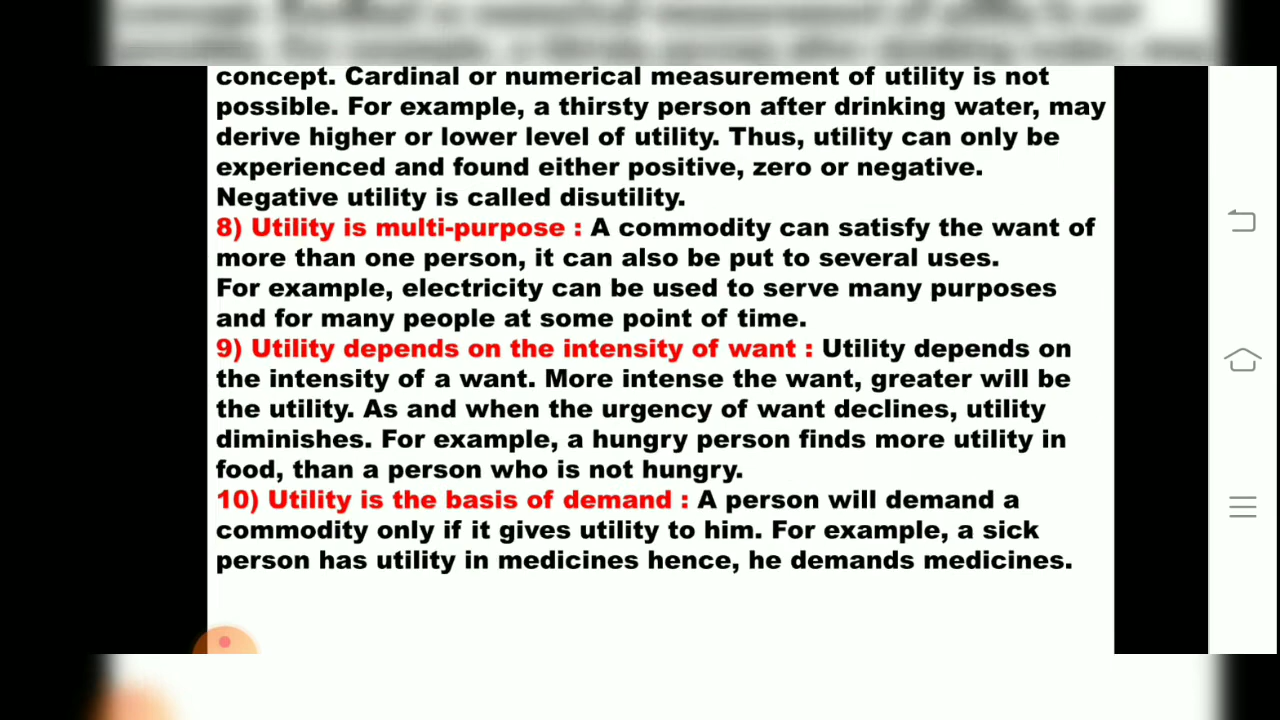 concept. Cardinal or numerical measurement of utility is not
possible. For example, a thirsty person after drinking water, may
derive higher or lower level of utility. Thus, utility can only be
experienced and found either positive, zero or negative.
Negative utility is called disutility.
8) Utility is multi-purpose : A commodity can satisfy the want of
more than one person, it can also be put to several uses.
For example, electricity can be used to serve many purposes
and for many people at some point of time.
9) Utility depends on the intensity of want : Utility depends on
the intensity of a want. More intense the want, greater will be
the utility. As and when the urgency of want declines, utility
diminishes. For example, a hungry person finds more utility in
food, than a person who is not hungry.
10) Utility is the basis of demand : A person will demand a
commodity only if it gives utility to him. For example, a sick
person has utility in medicines hence, he demands medicines.